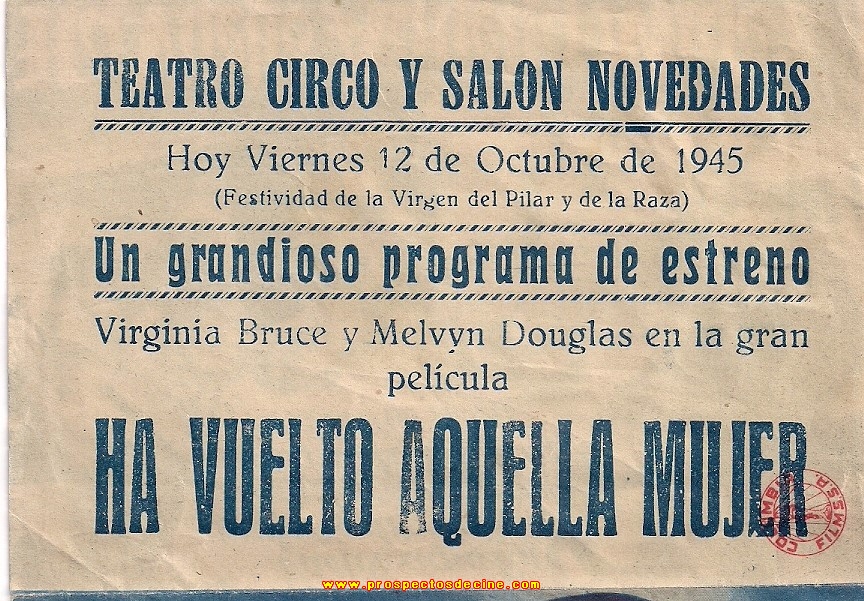 TEATRO CIRCO Y SALON NOVEDADES
Hoy Viernes 12 de Octubre de 1945
(Festividad de la Virgen del Pilar y de la Raza)
Un grandioso programa de estreno
Virginia Bruce y Melvyn Douglas en la gran
película
HA VUELTO AQUELLA MUJER
FILMS S.A.
www.prospectosdecine.com